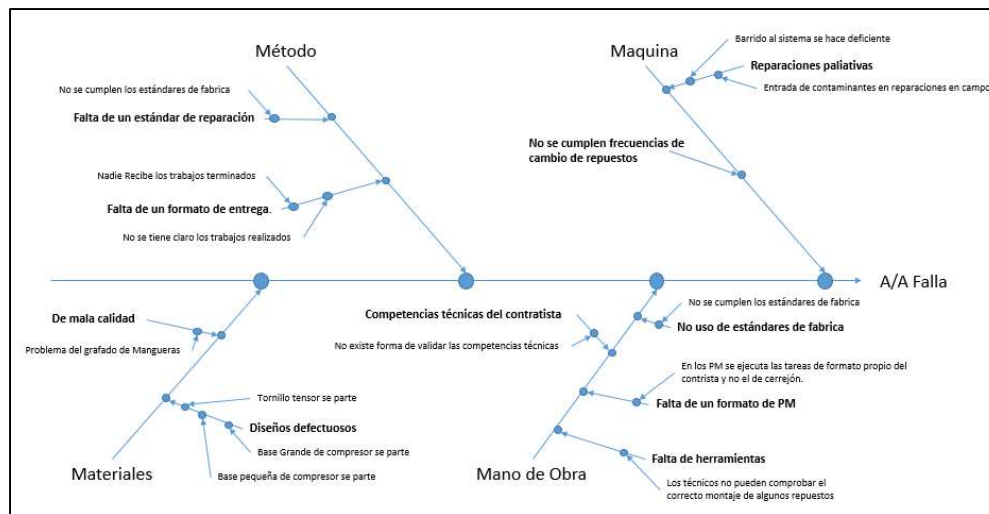 Método
No se cumplen los estándares de fabrica
Falta de un estándar de reparación
Nadie Recibe los trabajos terminados
Falta de un formato de entrega.
No se tiene claro los trabajos realizados
Maquina
Barrido al sistema se hace deficiente
Reparaciones paliativas
Entrada de contaminantes en reparaciones en campo
No se cumplen frecuencias de
cambio de repuestos
A/A Falla
De mala calidad
Problema del grafado de Mangueras
Tornillo tensor se parte
Diseños defectuosos
Base Grande de compresor se parte
Base pequeña de compresor se parte
Materiales
Competencias técnicas del contratista
No existe forma de validar las competencias técnicas
No se cumplen los estándares de fabrica
No uso de estándares de fabrica
En los PM se ejecuta las tareas de formato propio del
contrista y no el de cerrejón.
Falta de un formato de PM
Falta de herramientas
Los técnicos no pueden comprobar el
correcto montaje de algunos repuestos
Mano de Obra